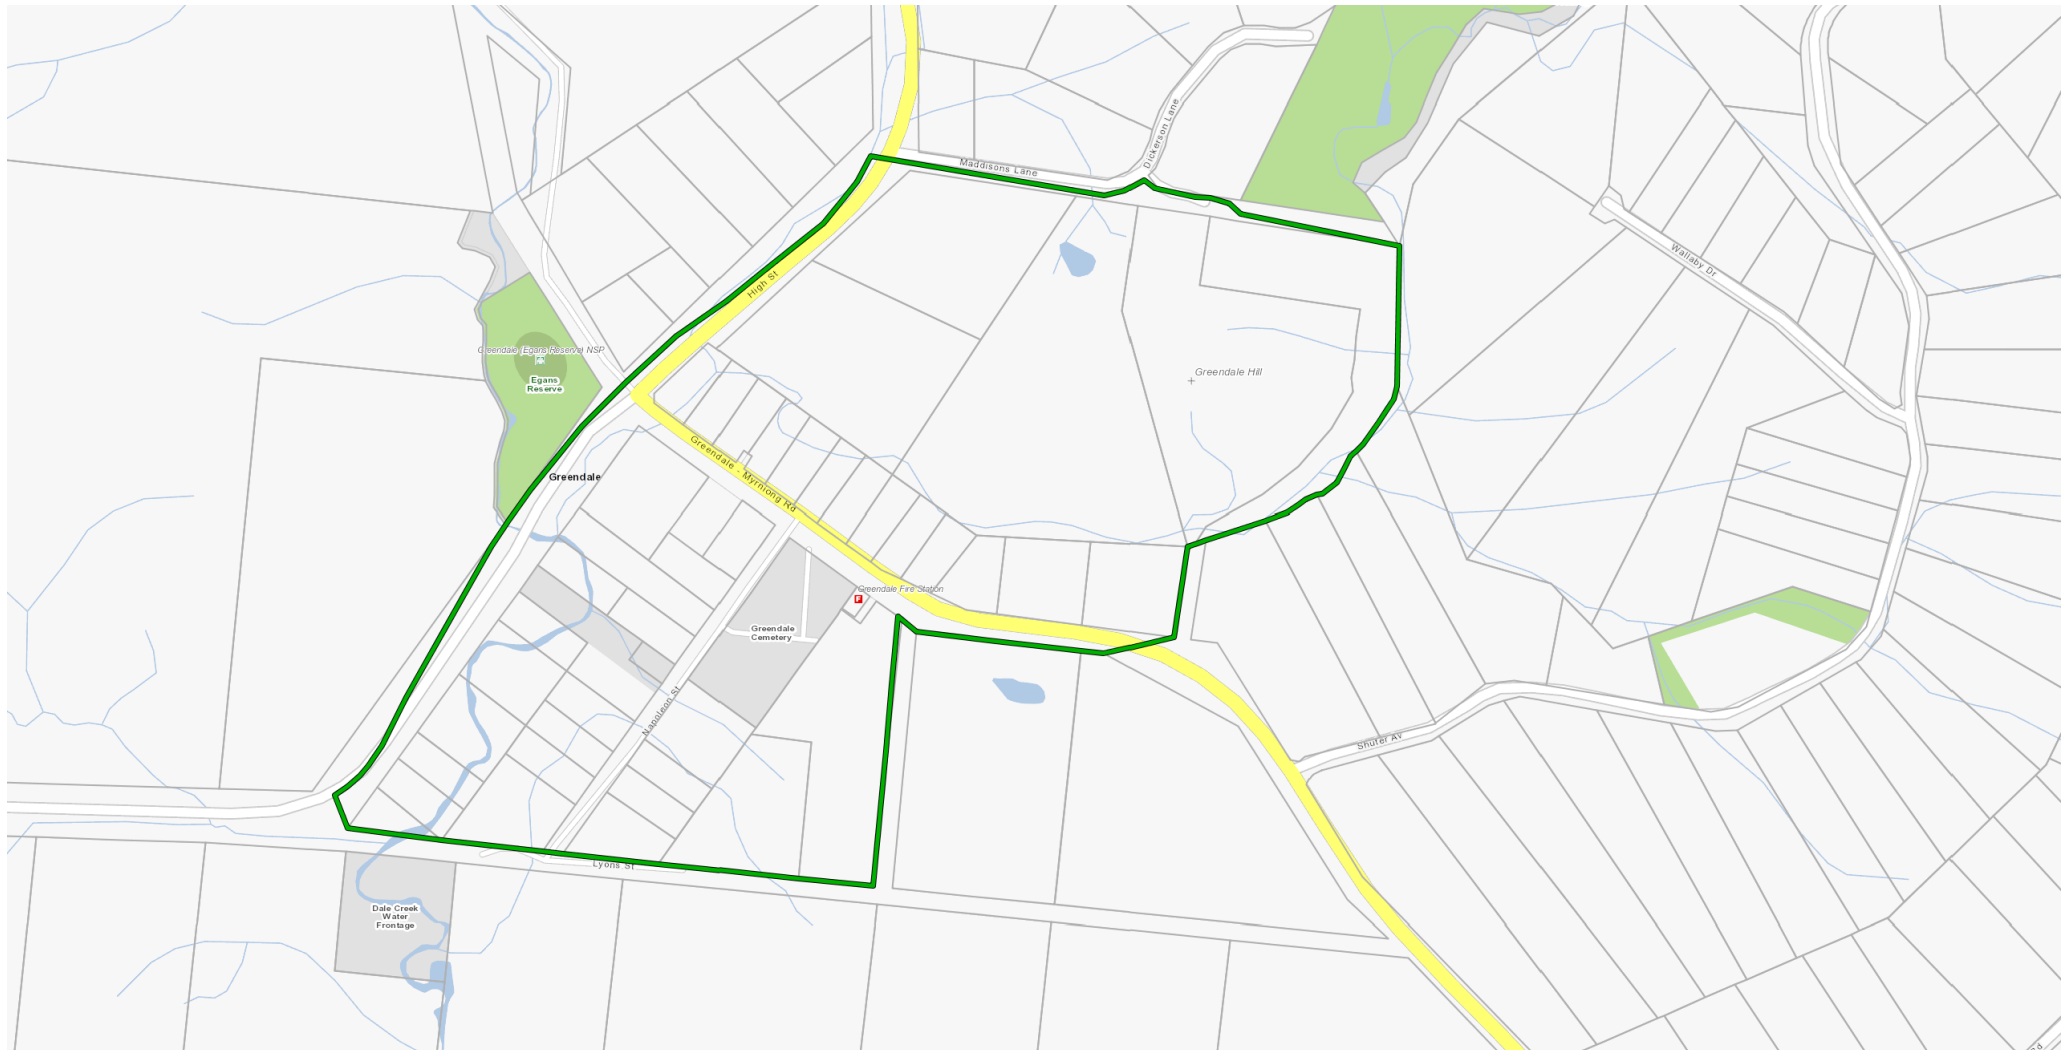 Maddisons Lane
Dickerson Lane
High St
Wallaby Dr
Greendale (Egans Reserve) NSP
Egans
Reserve
Greendale Hill
Greendale - Myrniong Rd
Greendale
Greendale Fire Station
F
Greendale
Cemetery
Napoleon St
Shuter Av
Lyons St
Dale Creek
Water
Frontage
Rd